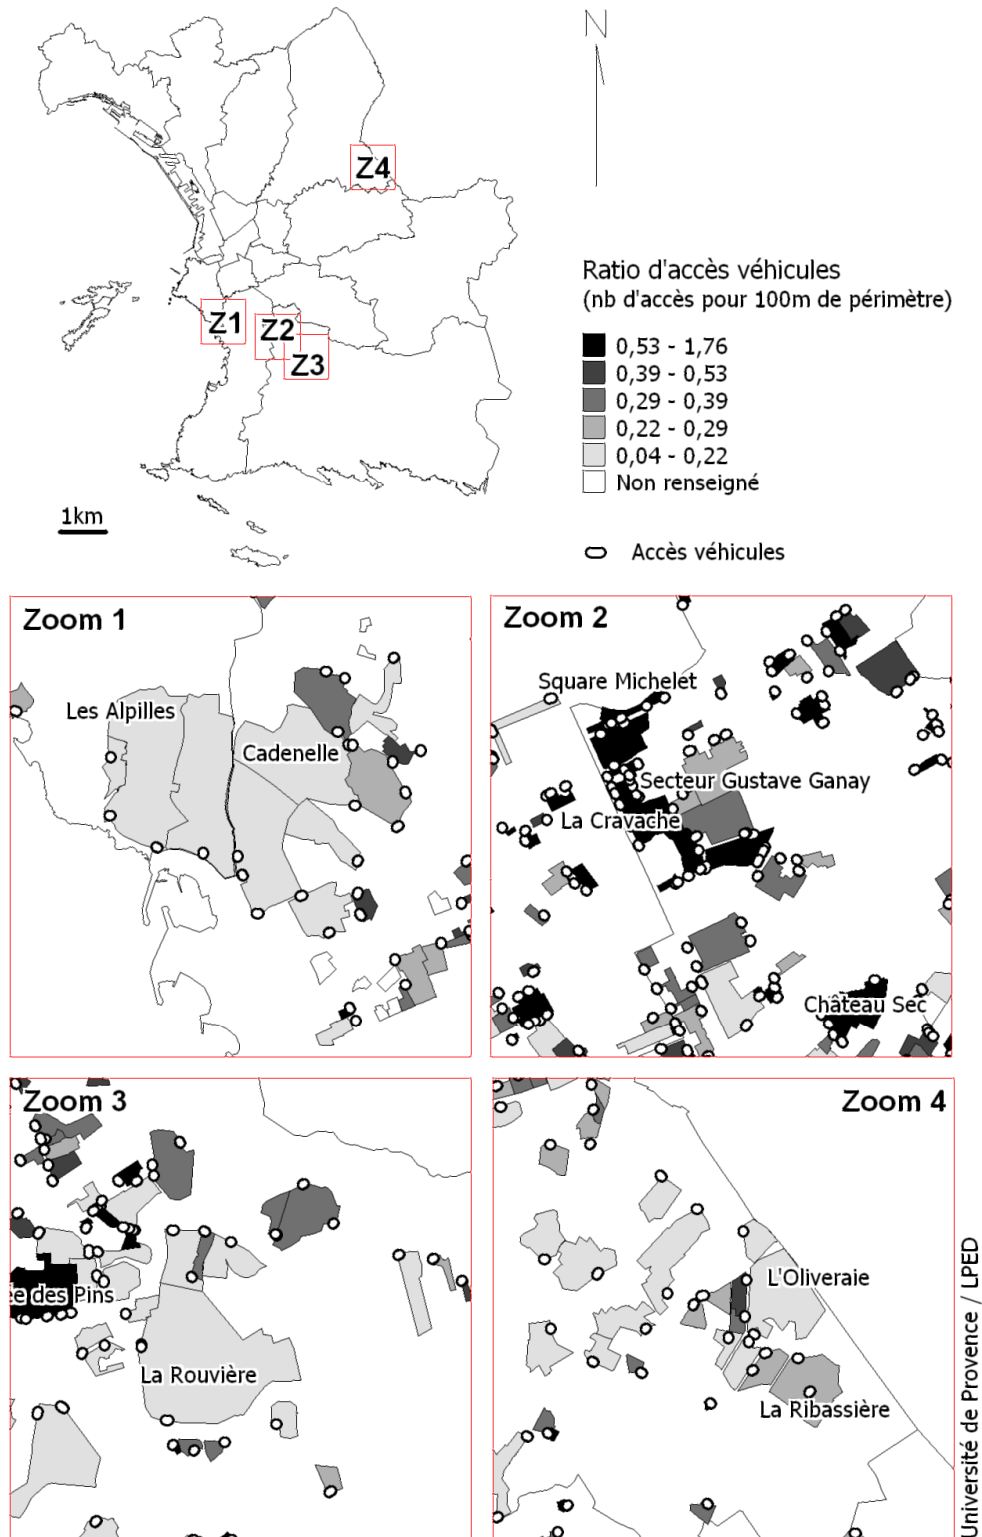 N
Z4
Z1
Z2
Z3
1km
Ratio d'accès véhicules
(nb d'accès pour 100m de périmètre)
0,53 - 1,76
0,39 - 0,53
0,29 - 0,39
0,22 - 0,29
0,04 - 0,22
Non renseigné
Accès véhicules
Zoom 1
Les Alpilles
Cadenelle
Zoom 2
Square Michelet
Secteur Gustave Ganay
La Cravache
Château Sec
Zoom 3
ée des Pins
La Rouvière
Zoom 4
L'Oliveraie
La Ribassière
Université de Provence / LPED